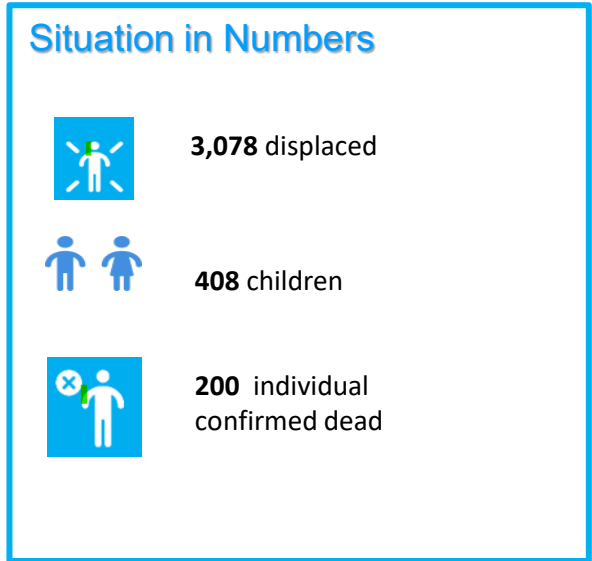 Situation in Numbers
3,078 displaced
408 children
200 individual
confirmed dead